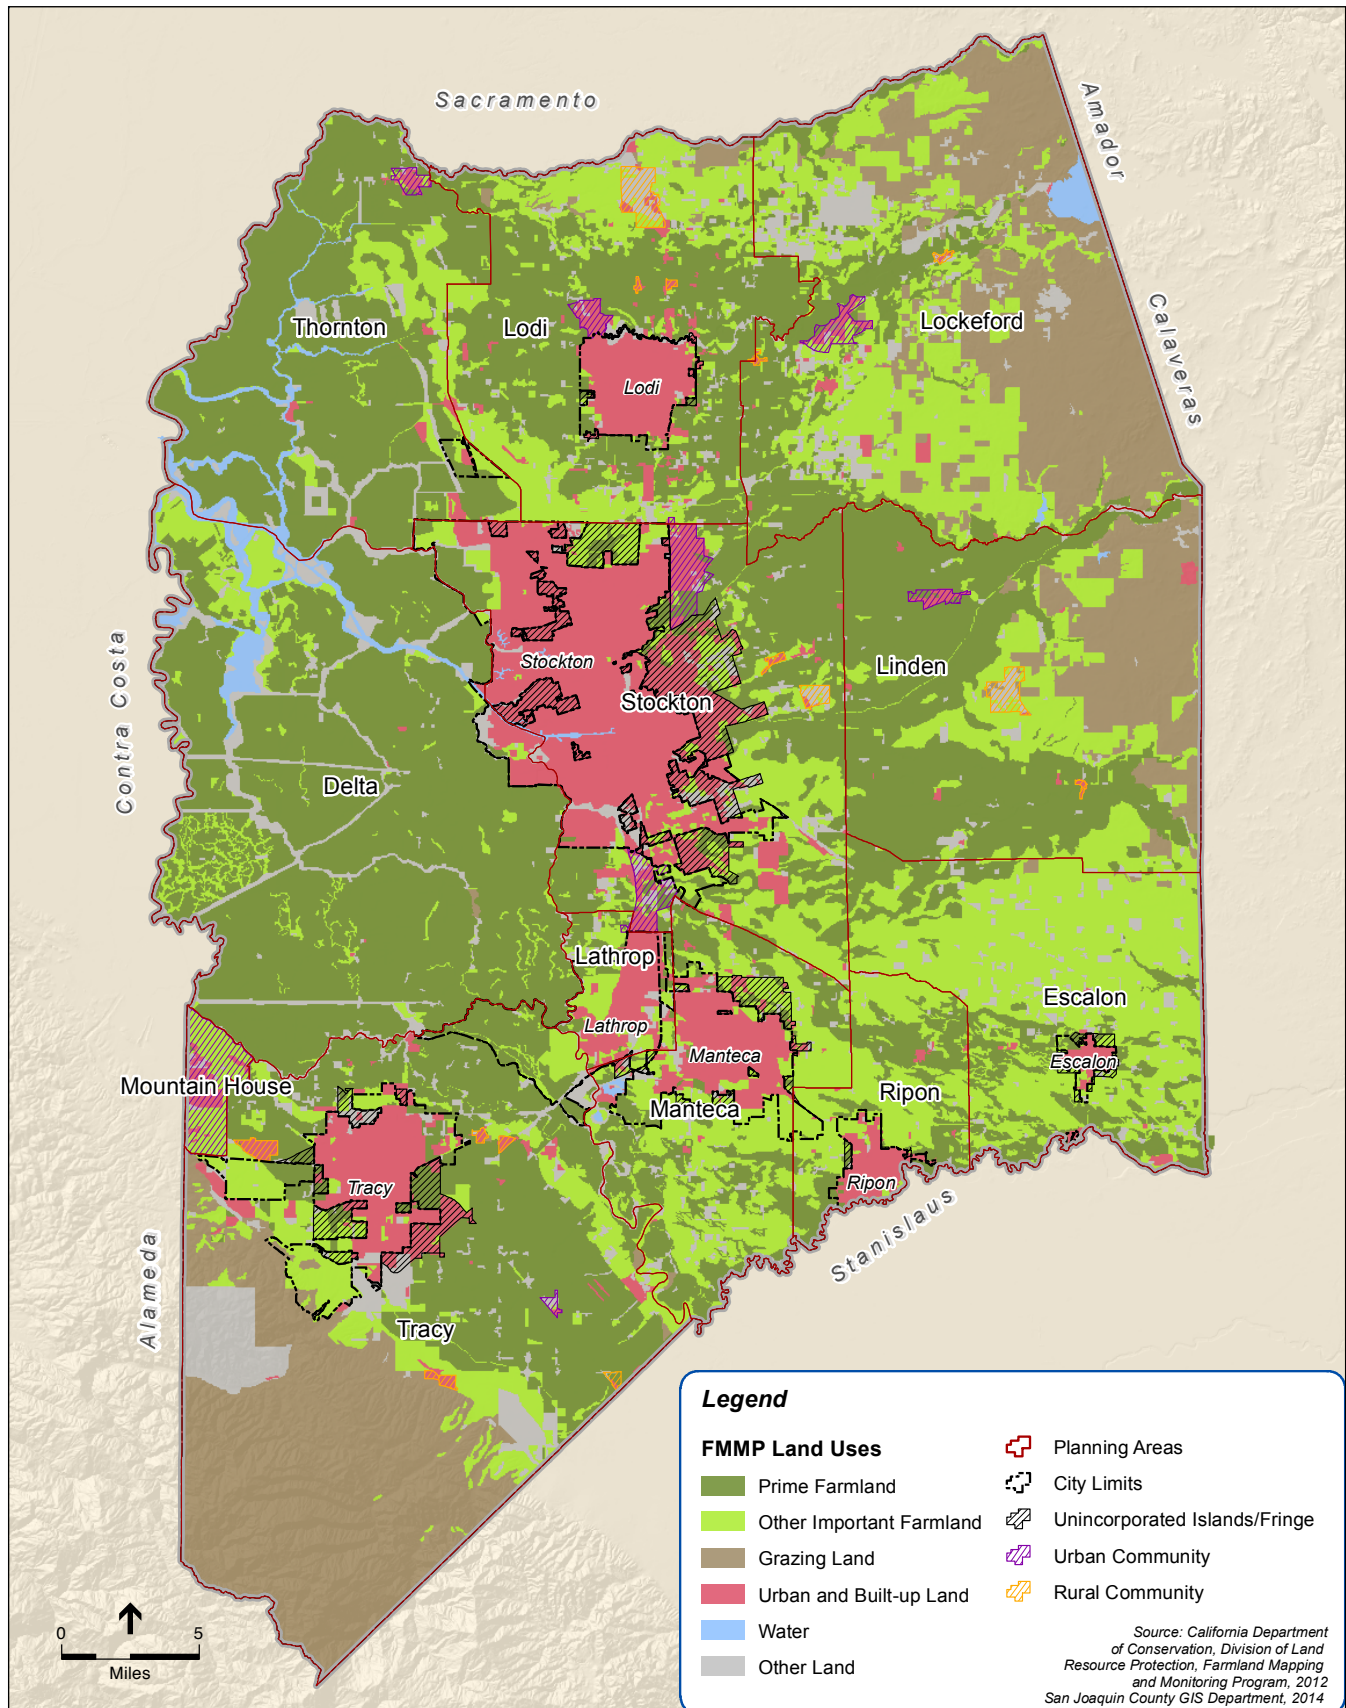 Sacramento
Amador
Thornton
Lodi
Lockeford
Calaveras
Lodi
Contra Costa
Stockton
Linden
Stockton
Delta
Lathrop
Escalon
Lathrop
Manteca
Escalon
Mountain House
Manteca
Ripon
Tracy
Ripon
Stanislaus
Alameda
Tracy
Legend
FMMP Land Uses
Prime Farmland
Other Important Farmland
Grazing Land
Urban and Built-up Land
Water
Other Land
Planning Areas
City Limits
Unincorporated Islands/Fringe
Urban Community
Rural Community
0 5
Miles
Source: California Department
of Conservation, Division of Land
Resource Protection, Farmland Mapping
and Monitoring Program, 2012
San Joaquin County GIS Department, 2014